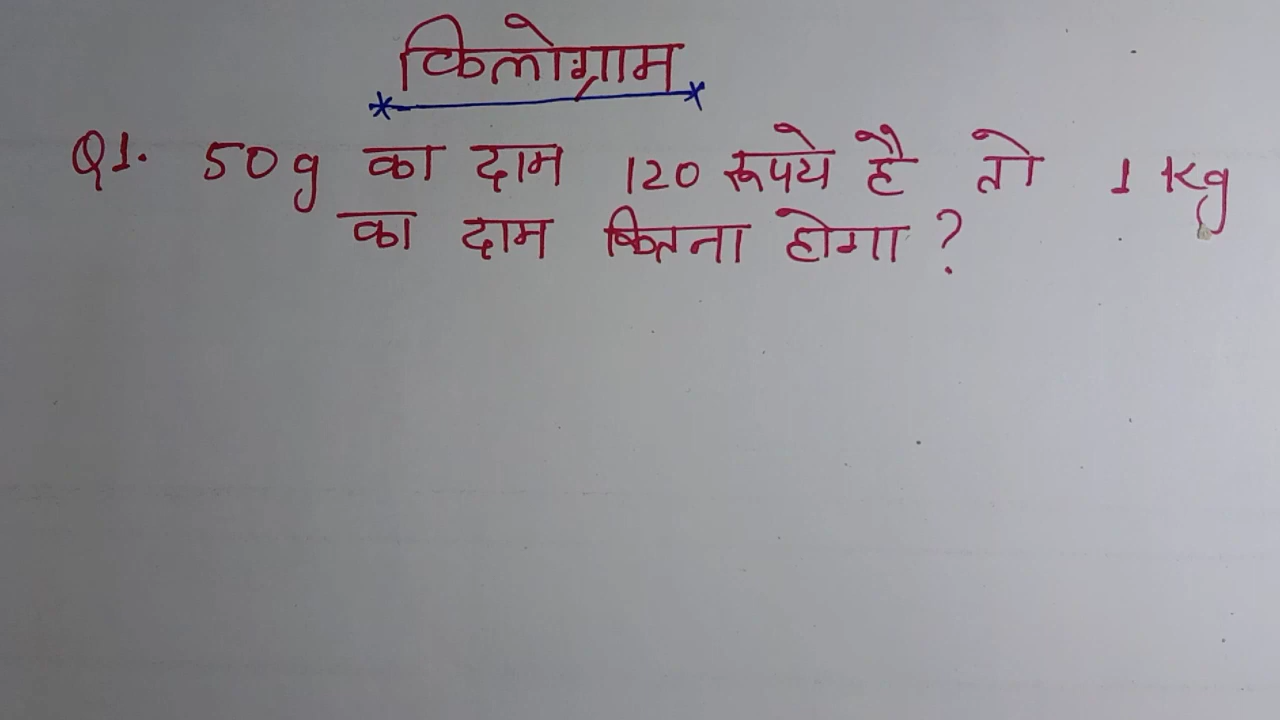 किलोग्राम
Q1. 50g का दाम 120 रूपये है तो 1 Kg
का दाम कितना होगा ?